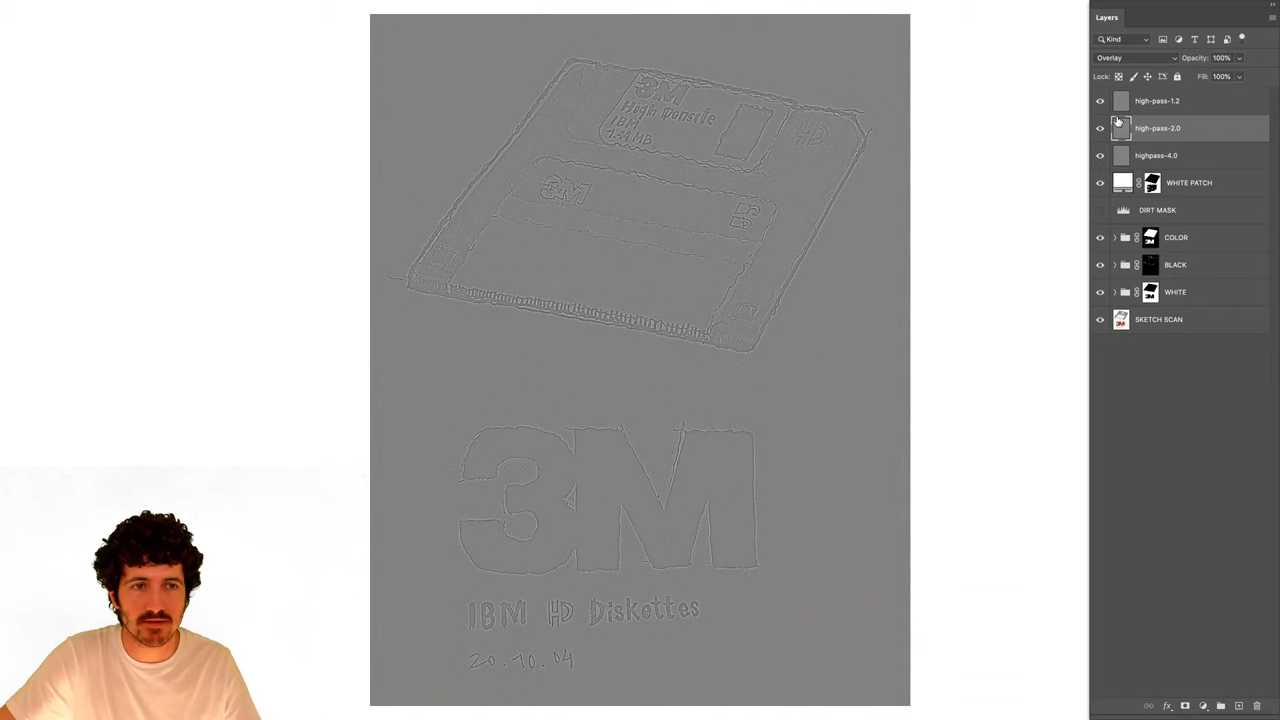 Layers
Kind
Overlay Opacity: 100%
Lock: Fill: 100%
high-pass-1.2
high-pass-2.0
highpass-4.0
WHITE PATCH
DIRT MASK
COLOR
BLACK
WHITE
SKETCH SCAN
3M
High Densite
IBM
1.44 MB
HD
3M
3M
IBM HD Diskettes
20.10.04